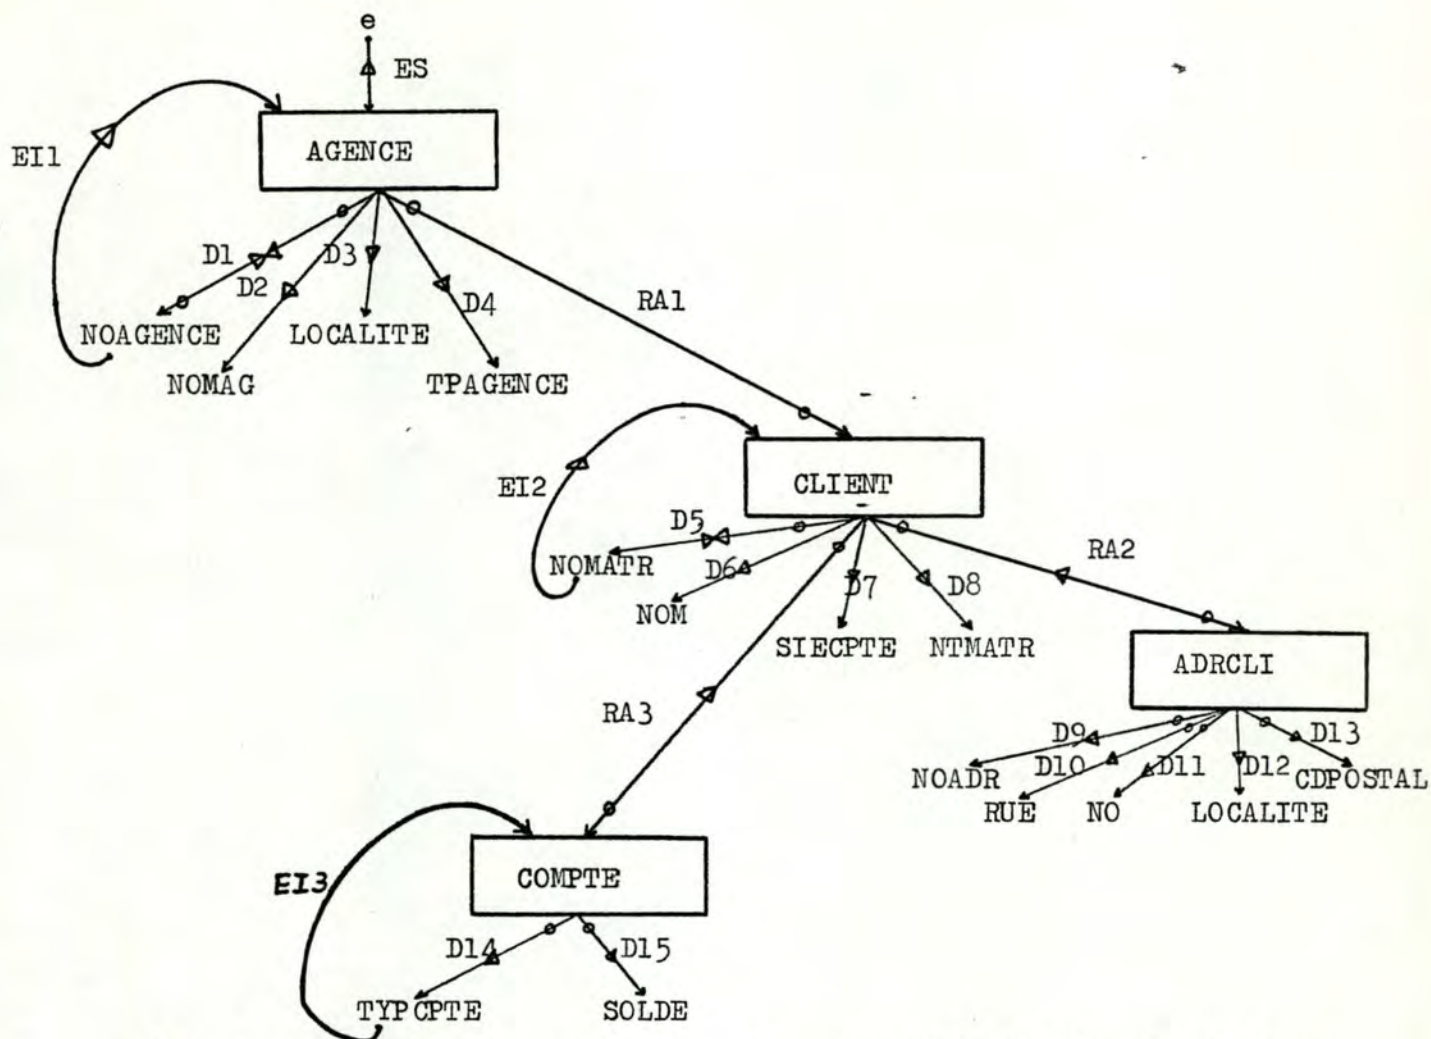 e
ES
EI1
AGENCE
D1 D3
D2 D4
RA1
NOAGENCE LOCALITE
NOMAG TPAGENCE
EI2
CLIENT
D5
RA2
NOMATR D6 D7 D8
NOM
SIECPTE NTMATR
ADRCLI
RA3
D9 D13
NOADR D10 D11 D12 CDPOSTAL
RUE NO LOCALITE
EI3
COMPTE
D14 D15
TYPCPTE SOLDE